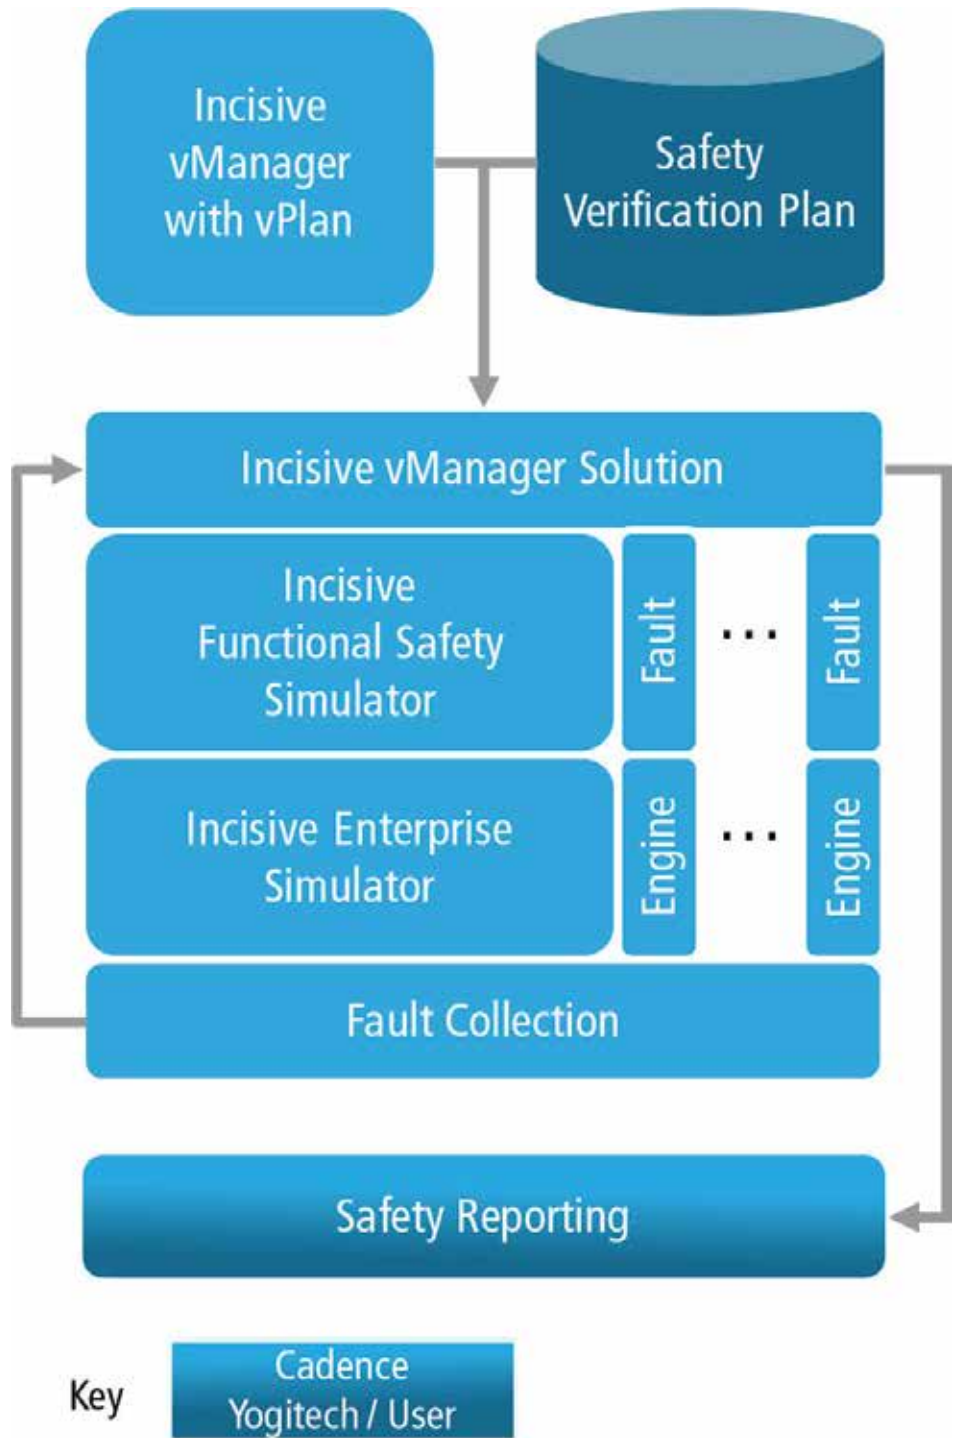 Incisive
vManager
with vPlan
Safety
Verification Plan
Incisive vManager Solution
Incisive
Functional Safety
Simulator
Fault
...
Fault
Incisive Enterprise
Simulator
Engine
...
Engine
Fault Collection
Safety Reporting
Key
Cadence
Yogitech / User